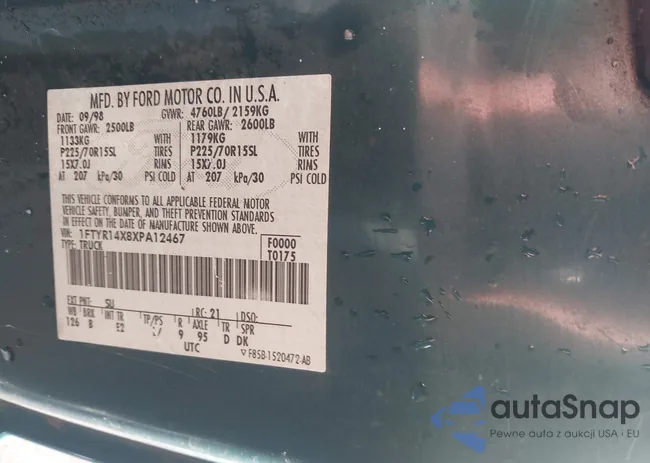 MFD. BY FORD MOTOR CO. IN U.S.A.
DATE: 09/98 GVWR: 4760LB/ 2159KG
FRONT GAWR: 2500LB REAR GAWR: 2600LB
1133KG WITH 1179KG WITH
P225/70R15SL TIRES P225/70R15SL TIRES
15X7.0J RIMS 15X7.0J RIMS
AT 207 kPa/30 PSI COLD AT 207 kPa/30 PSI COLD
THIS VEHICLE CONFORMS TO ALL APPLICABLE FEDERAL MOTOR
VEHICLE SAFETY, BUMPER, AND THEFT PREVENTION STANDARDS
IN EFFECT ON THE DATE OF MANUFACTURE SHOWN ABOVE.
VIN: 1FTYR14X8XPA12467 F0000
TYPE: TRUCK T0175
EXT PNT: SU RC: 21 DSO:
WB BRK INT TR TP/PS R AXLE TR SPR
126 B E2 9 95 D DK
UTC ▽ F85B-1520472-AB
autaSnap
Pewne auta z aukcji USA i EU